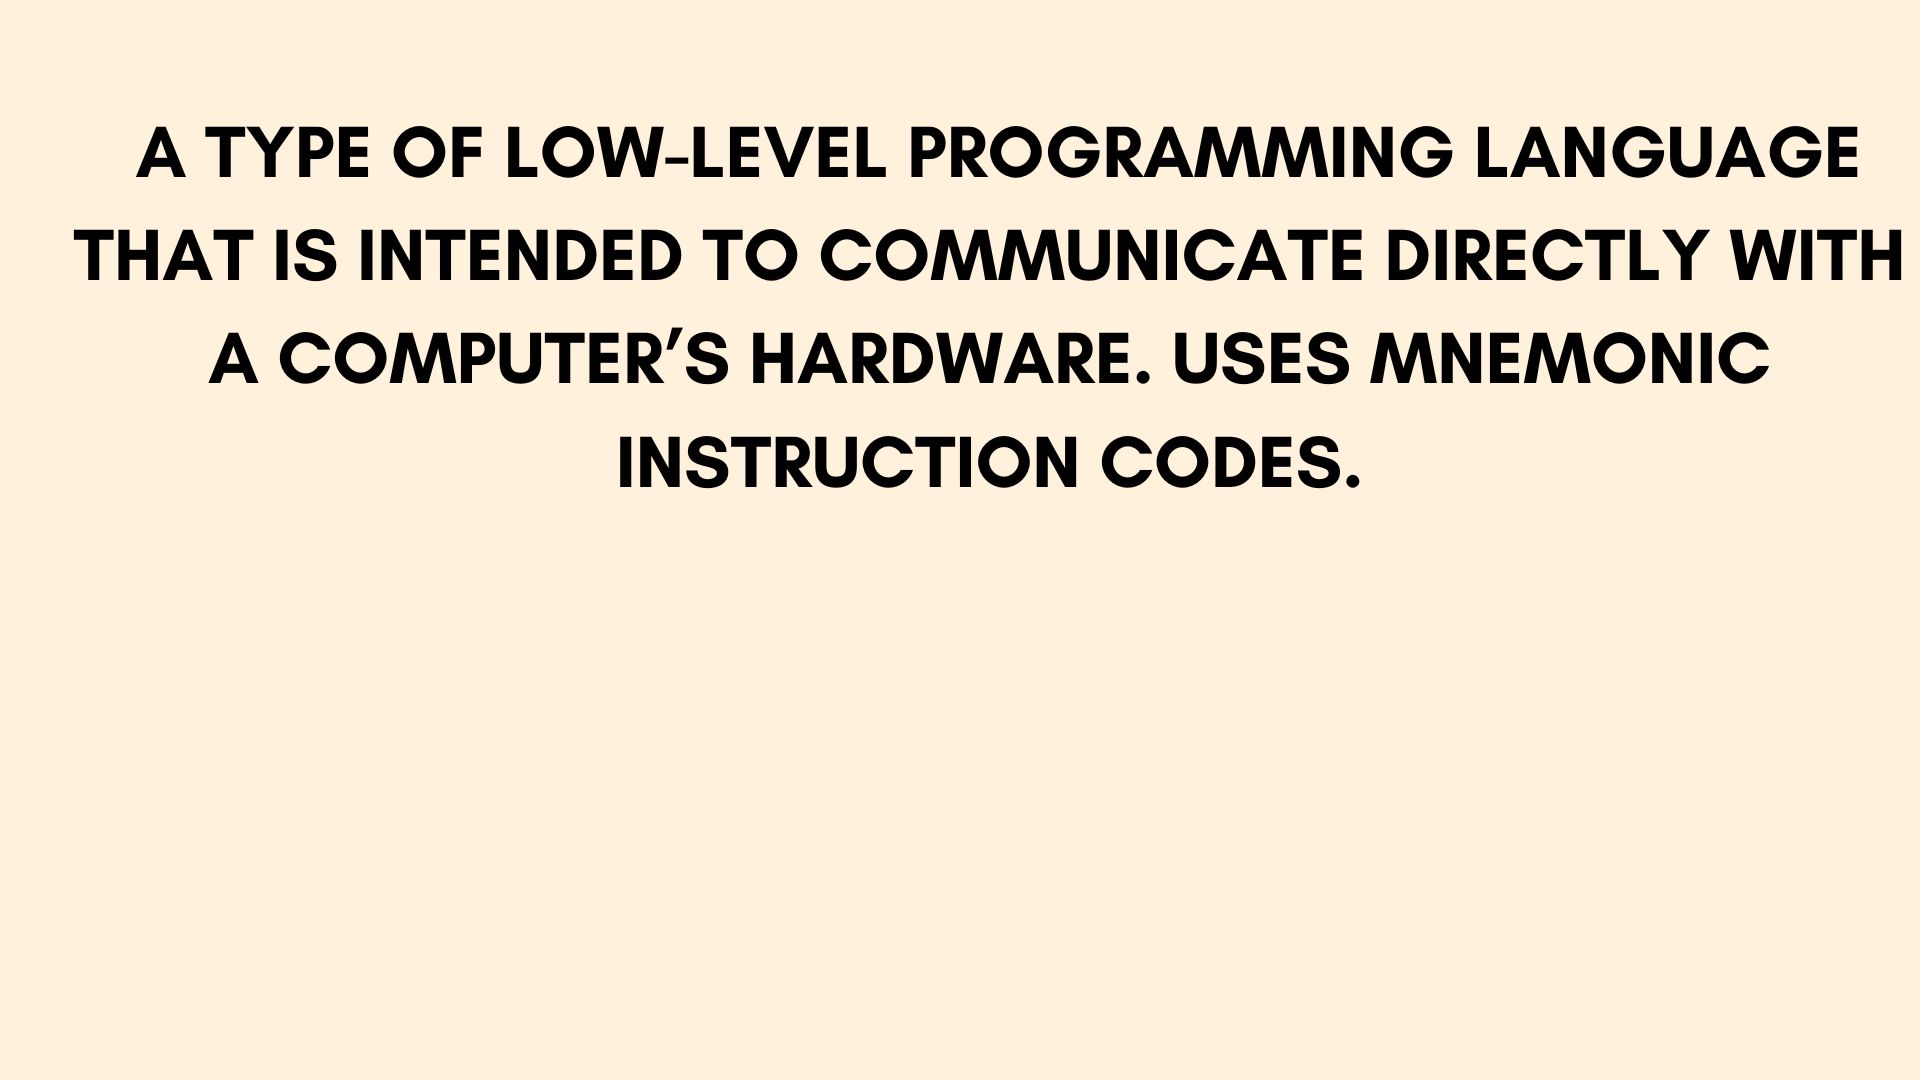 A TYPE OF LOW-LEVEL PROGRAMMING LANGUAGE
THAT IS INTENDED TO COMMUNICATE DIRECTLY WITH
A COMPUTER’S HARDWARE. USES MNEMONIC
INSTRUCTION CODES.